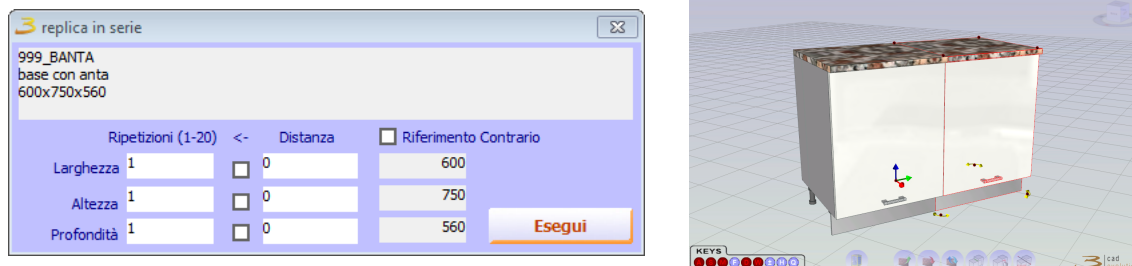 replica in serie
999_BANTA
base con anta
600x750x560
Ripetizioni (1-20) <- Distanza Riferimento Contrario
Larghezza 1 0 600
Altezza 1 0 750
Profondità 1 0 560
Esegui
KEYS
cad